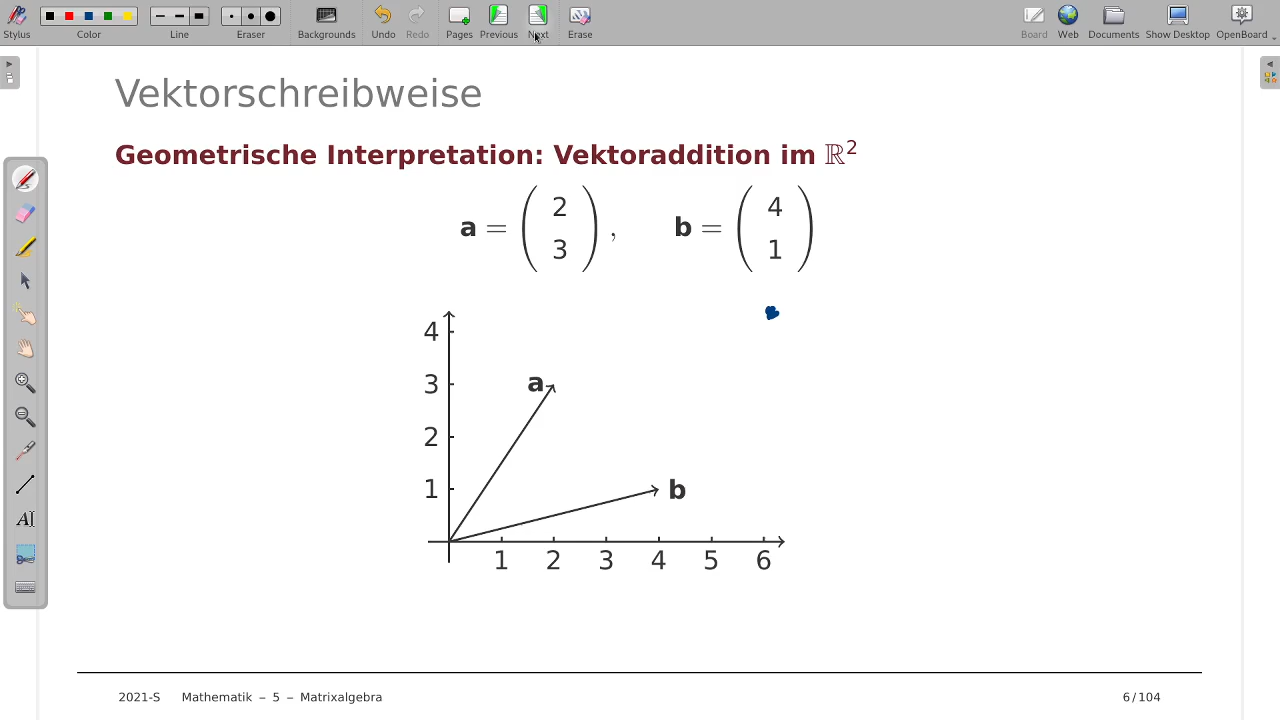 Stylus Color Line Eraser Backgrounds Undo Redo Pages Previous Next Erase Board Web Documents Show Desktop OpenBoard
Vektorschreibweise
Geometrische Interpretation: Vektoraddition im ℝ²
a = ( 2 3 ) , b = ( 4 1 )
4
3 a
2
1 b
1 2 3 4 5 6
2021-S Mathematik – 5 – Matrixalgebra 6/104